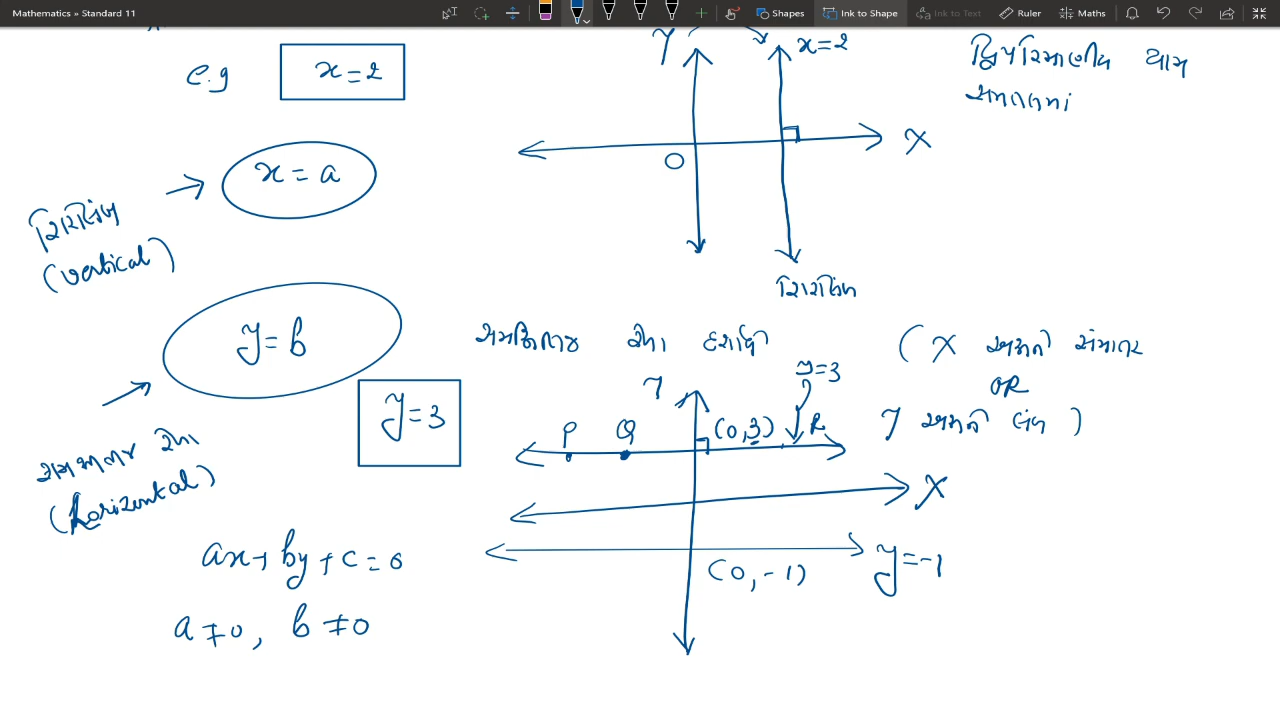 Mathematics » Standard 11
Shapes
Ink to Shape
Ink to Text
Ruler
Maths
e.g
x=2
Y
x=2
દ્વિપરિમાણીય
X
O
x = a
શિરોલંબ
(vertical)
શિરોલંબ
y = b
સમક્ષિતિજ રેખા દર્શાવે
( X અક્ષને સમાંતર
OR
Y અક્ષને લંબ )
y=3
Y
y=3
P
Q
(0,3)
R
સમક્ષિતિજ રેખા
(horizontal)
X
ax+by+c=0
(0,-1)
y=-1
a≠0, b≠0